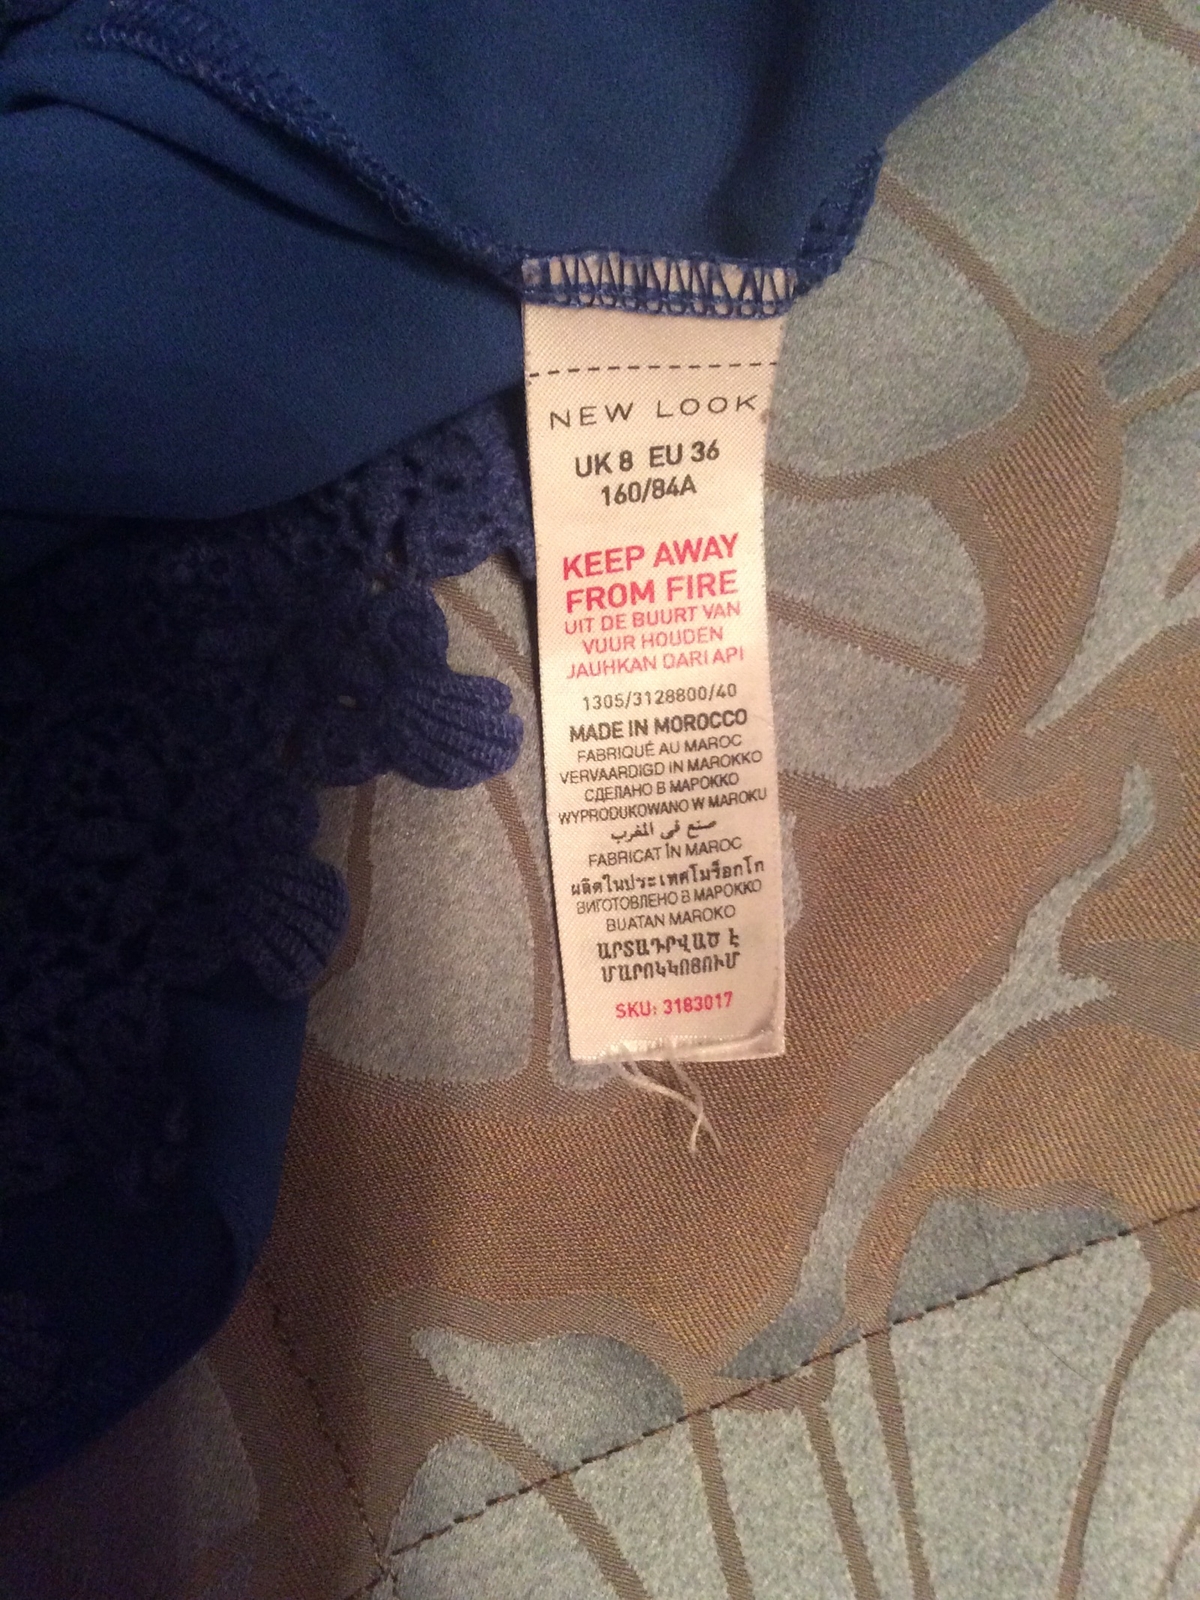 NEW LOOK
UK 8 EU 36
160/84A
KEEP AWAY
FROM FIRE
UIT DE BUURT VAN
VUUR HOUDEN
JAUHKAN DARI API
1305/3128800/40
MADE IN MOROCCO
FABRIQUÉ AU MAROC
VERVAARDIGD IN MAROKKO
СДЕЛАНО В МАРОККО
WYPRODUKOWANO W MAROKU
صنع في المغرب
FABRICAT ÎN MAROC
ผลิตในประเทศโมร็อกโก
ВИГОТОВЛЕНО В МАРОККО
BUATAN MAROKO
ԱՐՏԱԴՐՎԱԾ Է
ՄԱՐՈԿԿՈՅՈՒՄ
SKU: 3183017